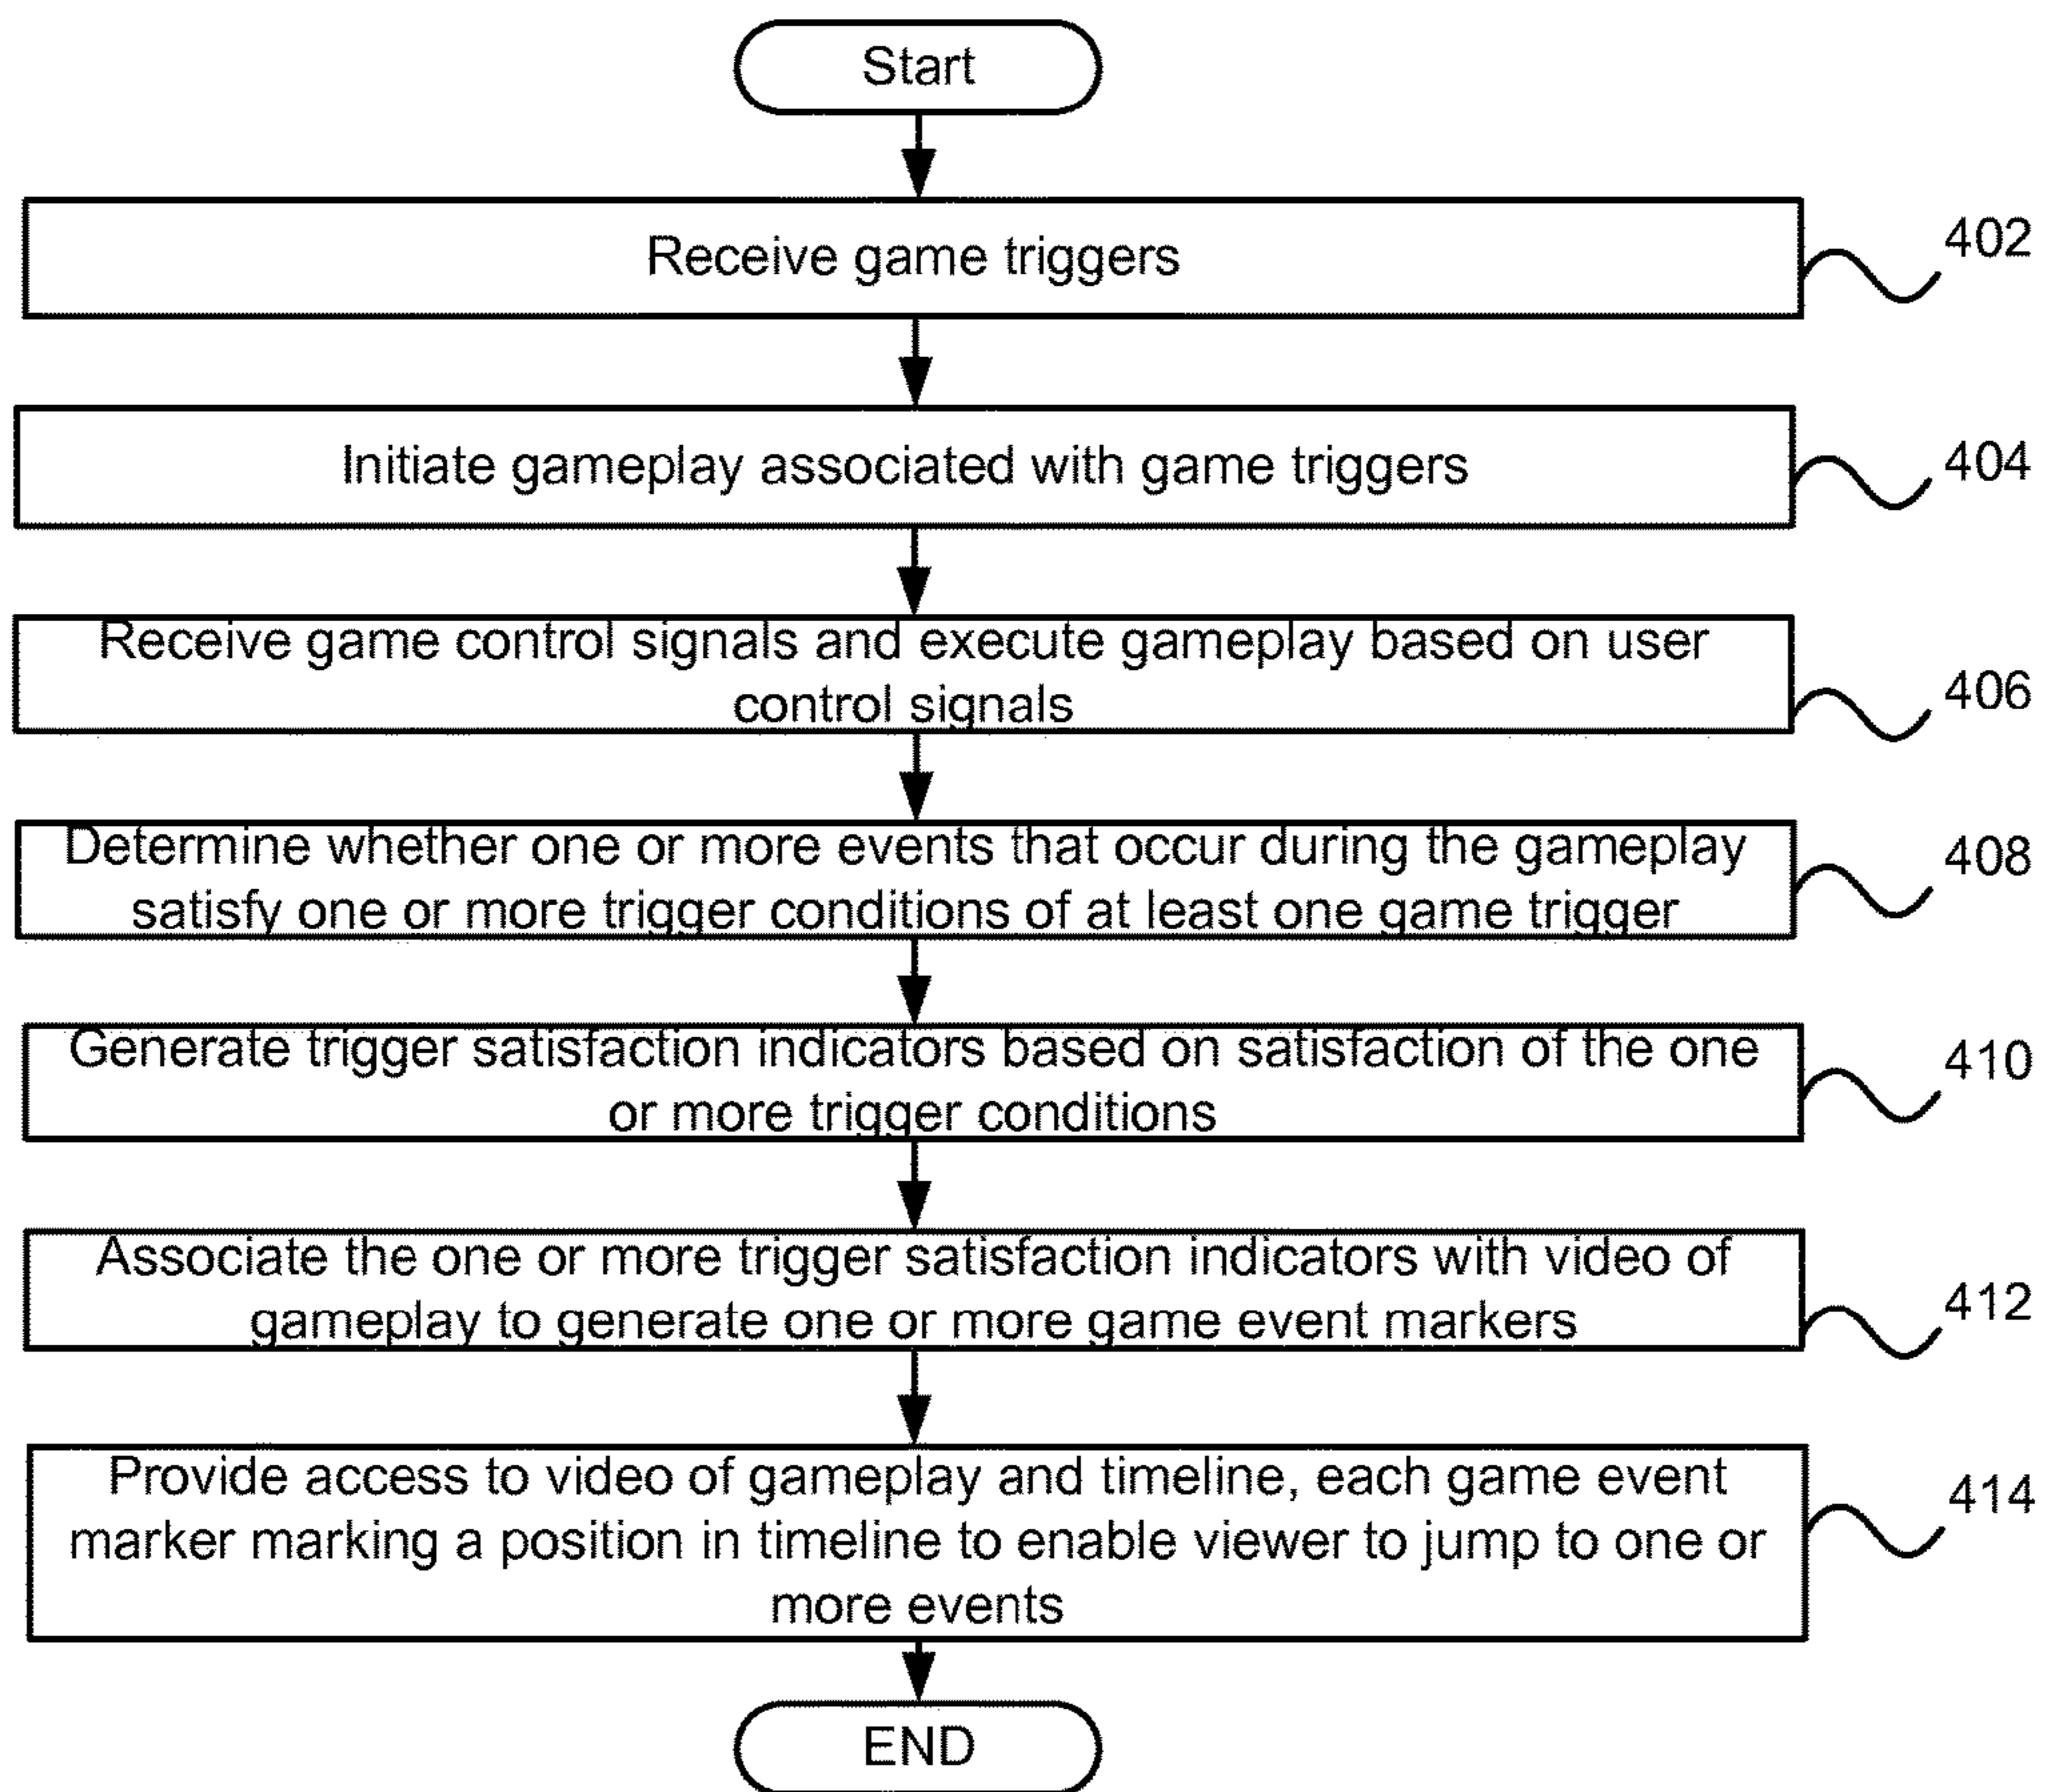 Start
Receive game triggers
402
Initiate gameplay associated with game triggers
404
Receive game control signals and execute gameplay based on user
control signals
406
Determine whether one or more events that occur during the gameplay
satisfy one or more trigger conditions of at least one game trigger
408
Generate trigger satisfaction indicators based on satisfaction of the one
or more trigger conditions
410
Associate the one or more trigger satisfaction indicators with video of
gameplay to generate one or more game event markers
412
Provide access to video of gameplay and timeline, each game event
marker marking a position in timeline to enable viewer to jump to one or
more events
414
END